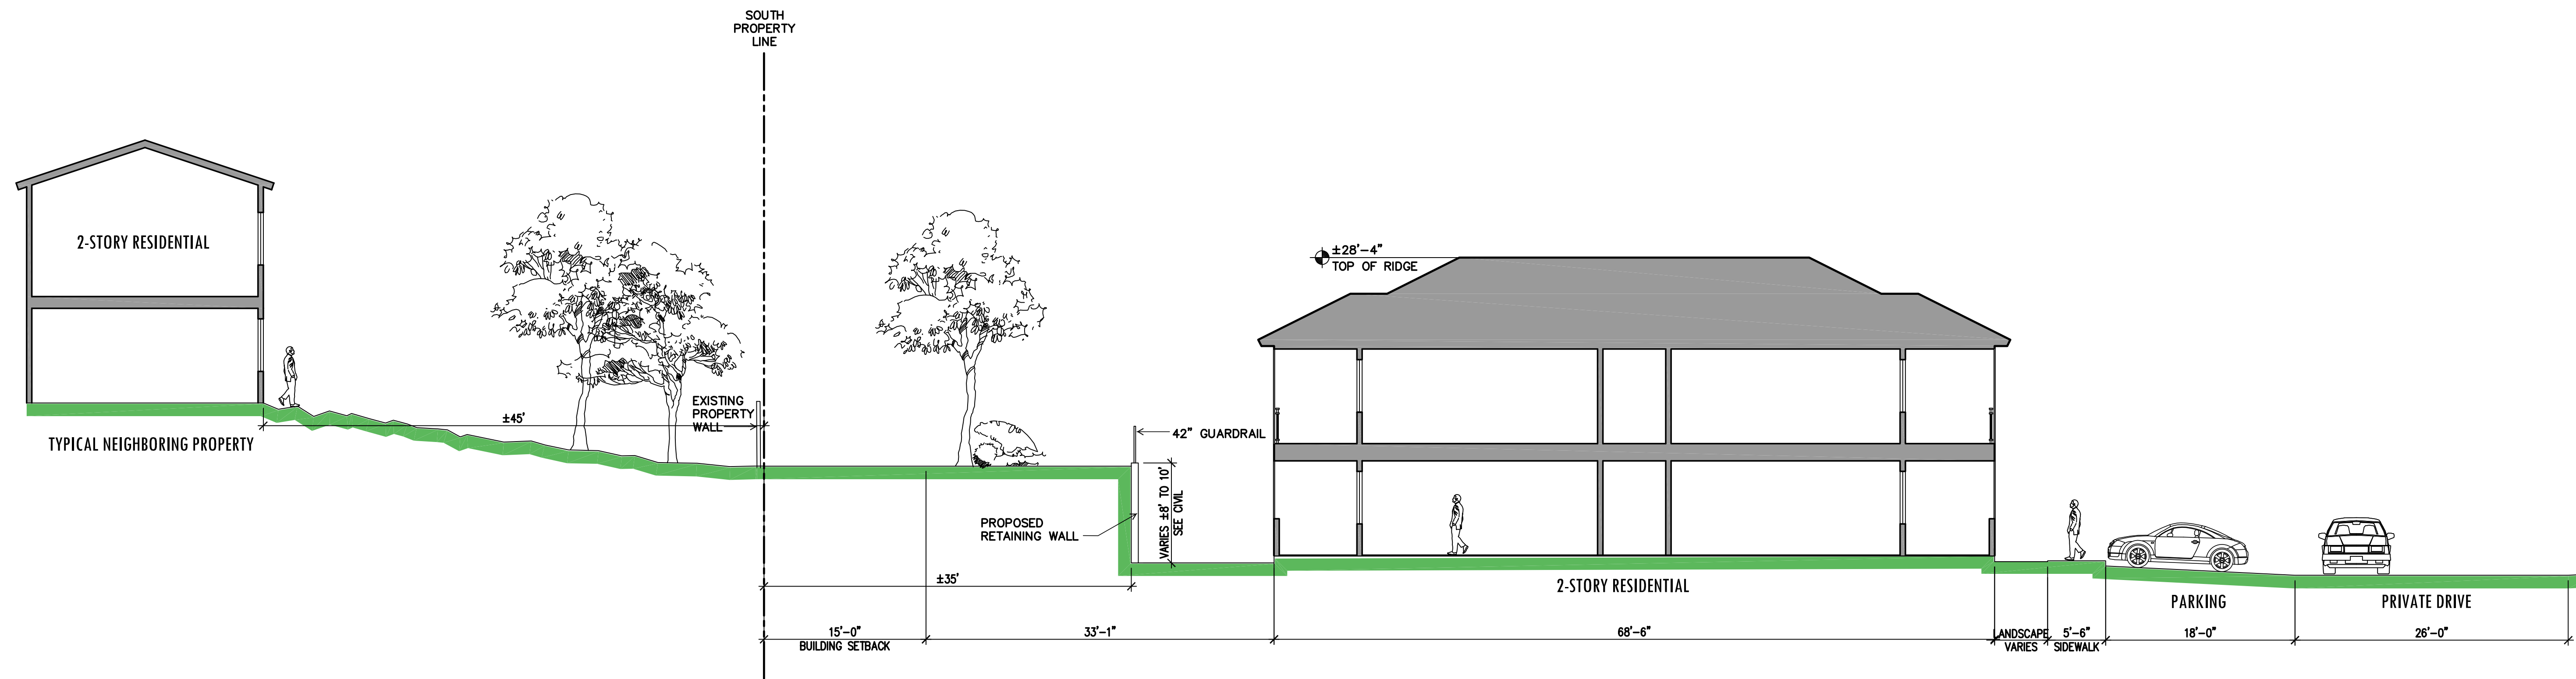 SOUTH
PROPERTY
LINE
2-STORY RESIDENTIAL
±28'-4"
TOP OF RIDGE
EXISTING
PROPERTY
WALL
±45'
42" GUARDRAIL
TYPICAL NEIGHBORING PROPERTY
VARIES ±8' TO 10'
SEE CIVIL
PROPOSED
RETAINING WALL
±35'
2-STORY RESIDENTIAL
PARKING
PRIVATE DRIVE
15'-0"
BUILDING SETBACK
33'-1"
68'-6"
LANDSCAPE
VARIES
5'-6"
SIDEWALK
18'-0"
26'-0"